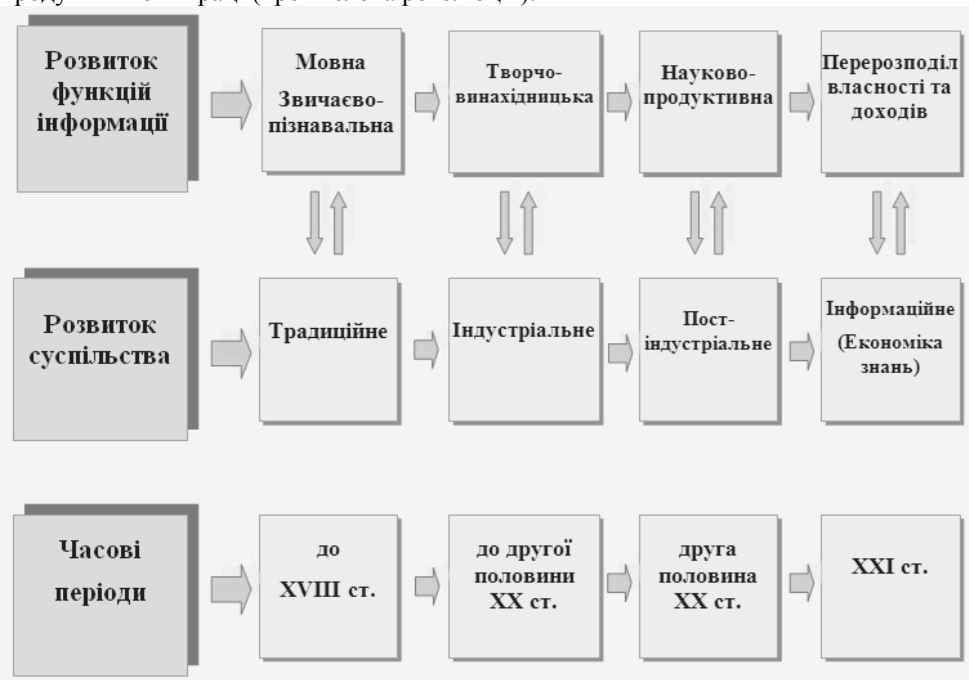 Розвиток
функцій
інформації
Мовна
Звичаєво-
пізнавальна
Творчо-
винахідницька
Науково-
продуктивна
Перерозподіл
власності та
доходів
Розвиток
суспільства
Традиційне
Індустріальне
Пост-
індустріальне
Інформаційне
(Економіка
знань)
Часові
періоди
до
XVIII ст.
до другої
половини
XX ст.
друга
половина
XX ст.
XXI ст.